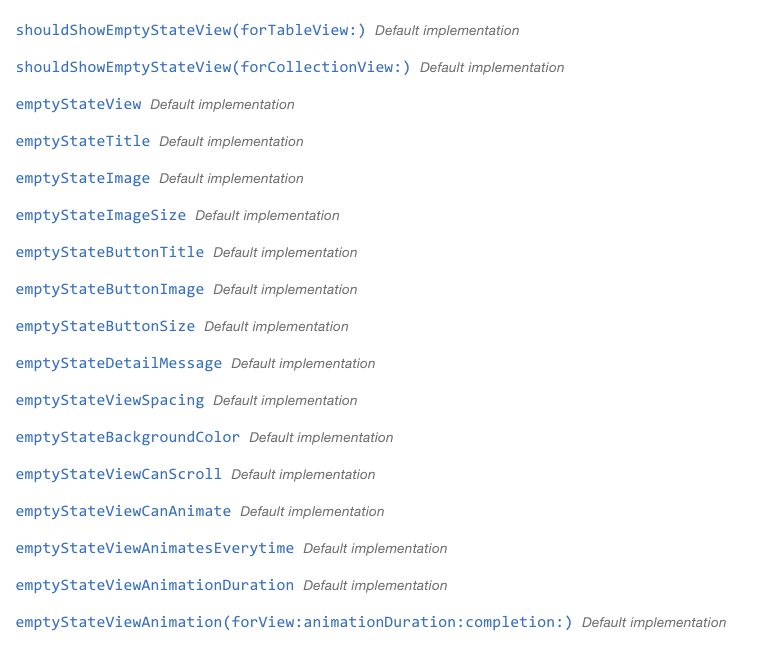 shouldShowEmptyStateView(forTableView:) Default implementation
shouldShowEmptyStateView(forCollectionView:) Default implementation
emptyStateView Default implementation
emptyStateTitle Default implementation
emptyStateImage Default implementation
emptyStateImageSize Default implementation
emptyStateButtonTitle Default implementation
emptyStateButtonImage Default implementation
emptyStateButtonSize Default implementation
emptyStateDetailMessage Default implementation
emptyStateViewSpacing Default implementation
emptyStateBackgroundColor Default implementation
emptyStateViewCanScroll Default implementation
emptyStateViewCanAnimate Default implementation
emptyStateViewAnimatesEverytime Default implementation
emptyStateViewAnimationDuration Default implementation
emptyStateViewAnimation(forView:animationDuration:completion:) Default implementation